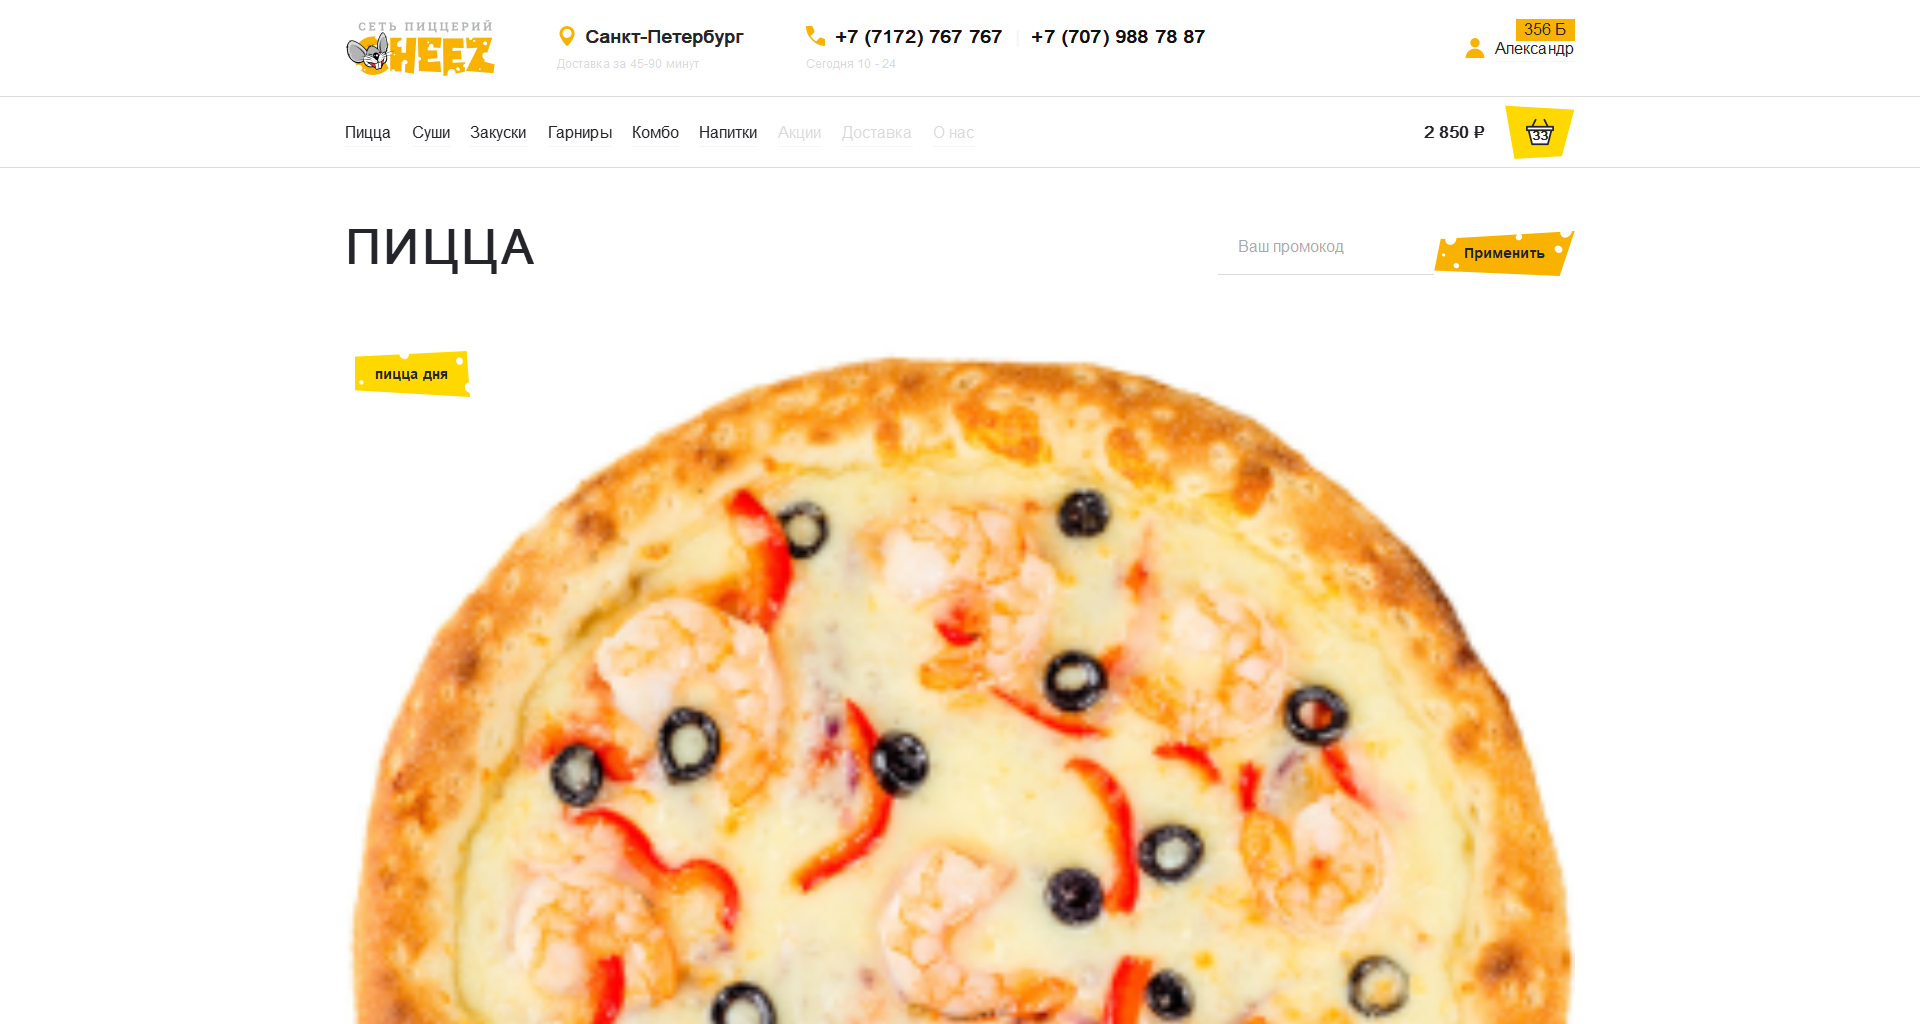 СЕТЬ ПИЦЦЕРИЙ
CHEEZ
Санкт-Петербург
Доставка за 45-90 минут
+7 (7172) 767 767 | +7 (707) 988 78 87
Сегодня 10 - 24
356 Б
Александр
Пицца Суши Закуски Гарниры Комбо Напитки Акции Доставка О нас
2 850 ₽
33
ПИЦЦА
Ваш промокод
Применить
пицца дня